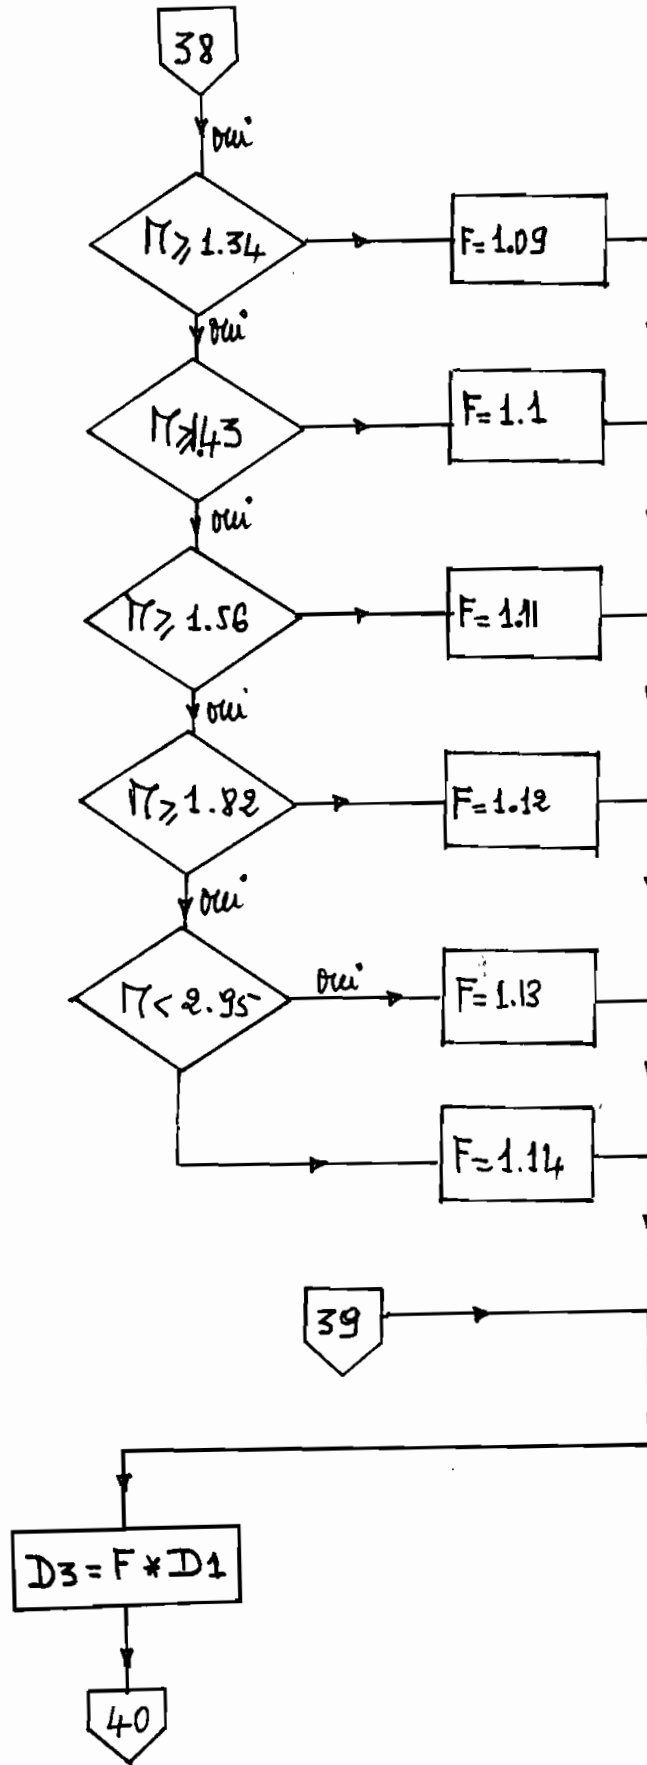 38
oui
M ⩾ 1.34
F = 1.09
oui
M ⩾ 1.43
F = 1.1
oui
M ⩾ 1.56
F = 1.11
oui
M ⩾ 1.82
F = 1.12
oui
M < 2.95
oui
F = 1.13
F = 1.14
39
D3 = F * D1
40